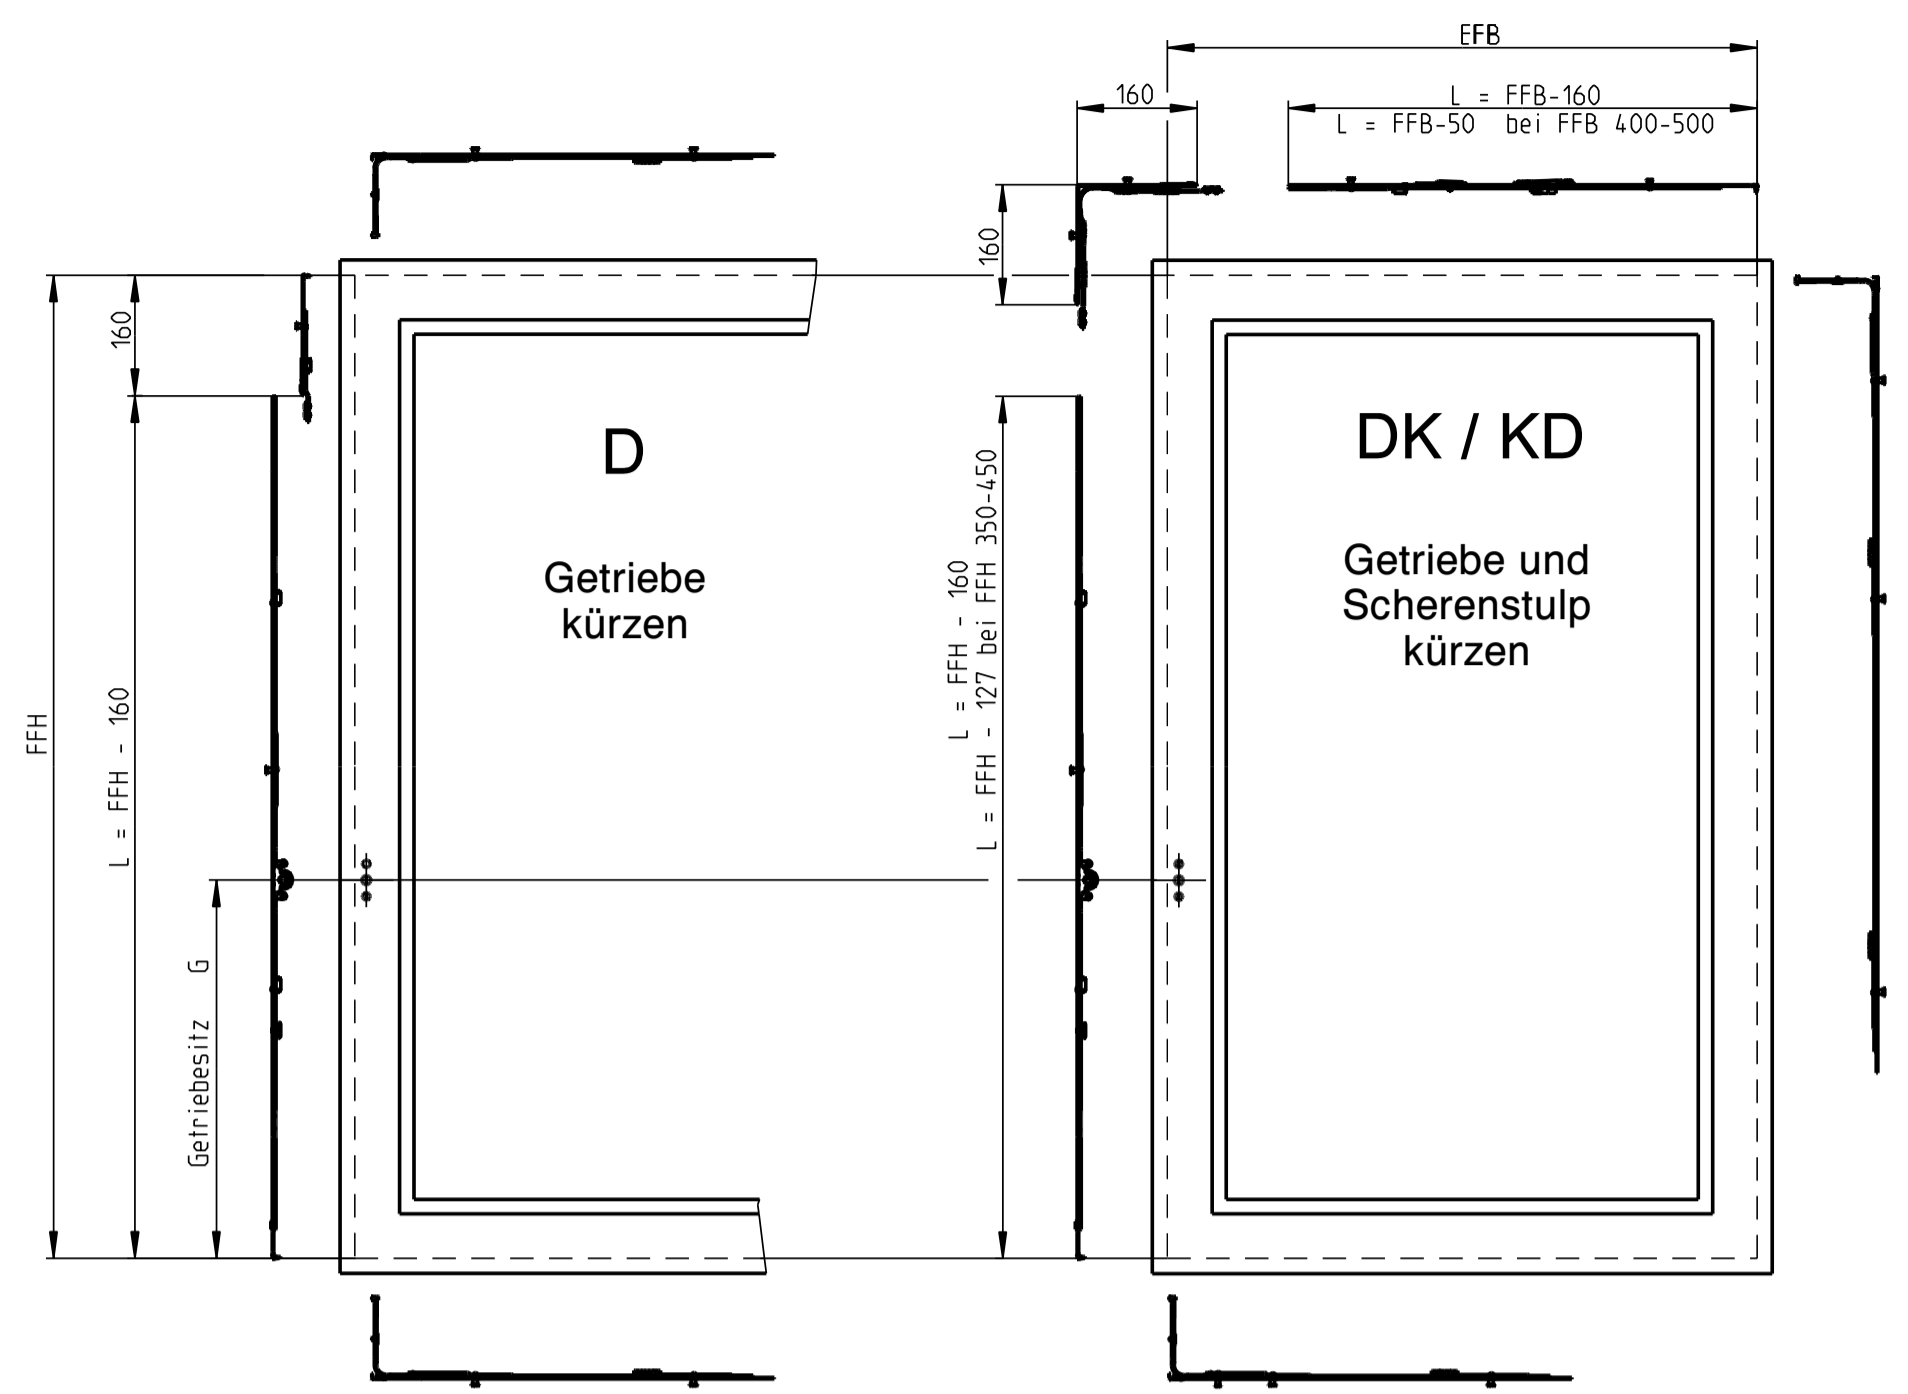 EFB
160
L = FFB-160
L = FFB-50 bei FFB 400-500
160
160
D
Getriebe
kürzen
DK / KD
Getriebe und
Scherenstulp
kürzen
FFH
L = FFH - 160
Getriebesitz G
L = FFH - 160
L = FFH - 127 bei FFH 350-450